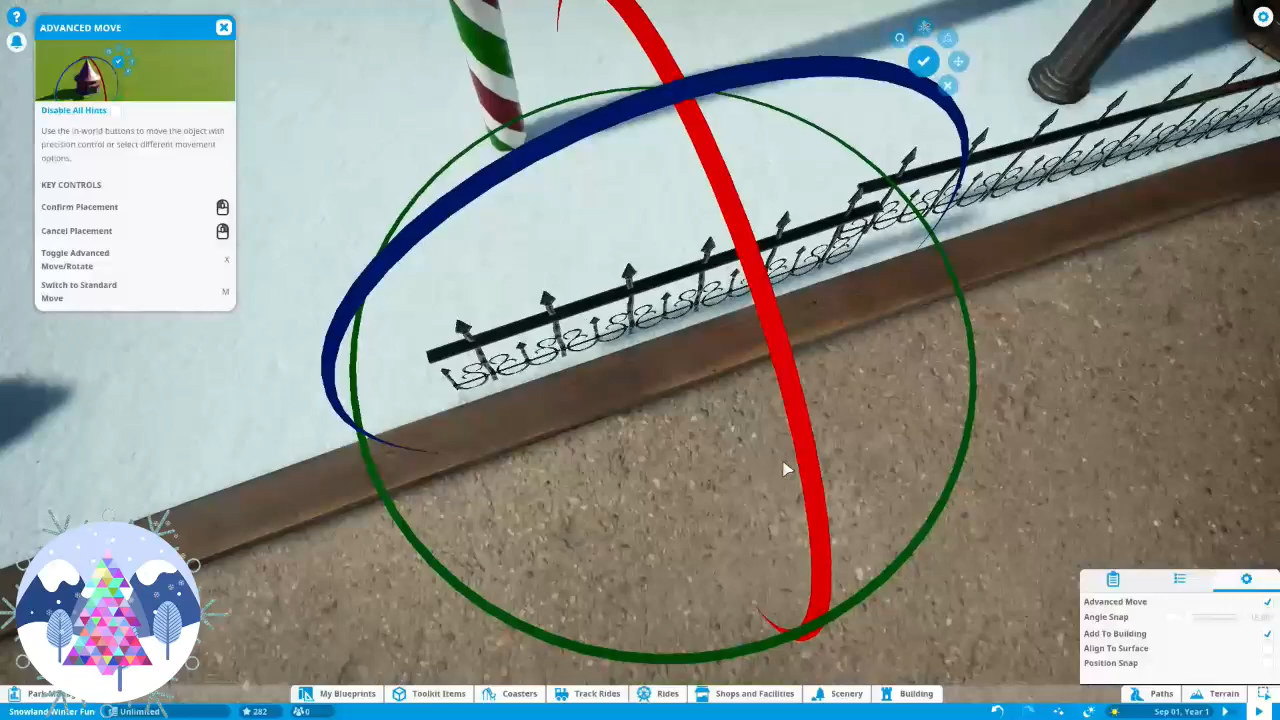 ?
ADVANCED MOVE
Disable All Hints
Use the in-world buttons to move the object with
precision control or select different movement
options.
KEY CONTROLS
Confirm Placement
Cancel Placement
Toggle Advanced
Move/Rotate
X
Switch to Standard
Move
M
Advanced Move
Angle Snap
Add To Building
Align To Surface
Position Snap
Park
My Blueprints
Toolkit Items
Coasters
Track Rides
Rides
Shops and Facilities
Scenery
Building
Paths
Terrain
Snowland Winter Fun
Unlimited
282
0
Sep 01, Year 1